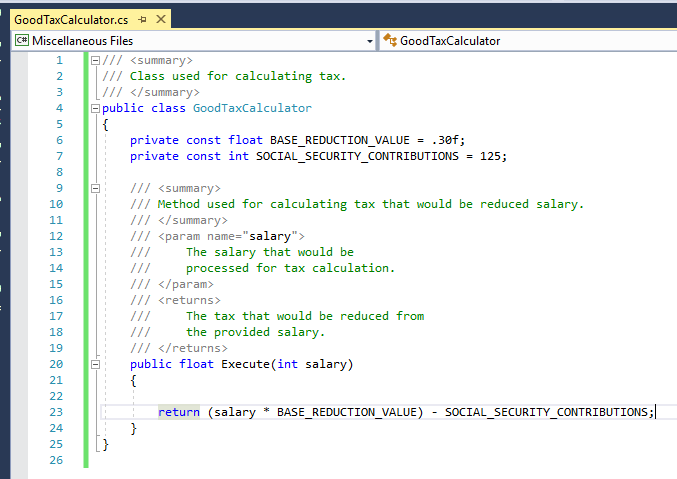 GoodTaxCalculator.cs
C# Miscellaneous Files GoodTaxCalculator
1 /// <summary>
2 /// Class used for calculating tax.
3 /// </summary>
4 public class GoodTaxCalculator
5 {
6 private const float BASE_REDUCTION_VALUE = .30f;
7 private const int SOCIAL_SECURITY_CONTRIBUTIONS = 125;
8
9 /// <summary>
10 /// Method used for calculating tax that would be reduced salary.
11 /// </summary>
12 /// <param name="salary">
13 /// The salary that would be
14 /// processed for tax calculation.
15 /// </param>
16 /// <returns>
17 /// The tax that would be reduced from
18 /// the provided salary.
19 /// </returns>
20 public float Execute(int salary)
21 {
22
23 return (salary * BASE_REDUCTION_VALUE) - SOCIAL_SECURITY_CONTRIBUTIONS;
24 }
25 }
26